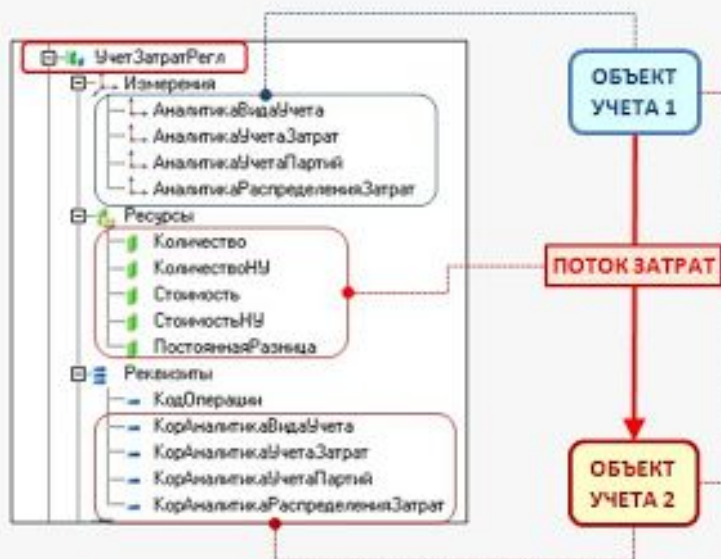 УчетЗатратРегл
Измерения
АналитикаВидаУчета
АналитикаУчетаЗатрат
АналитикаУчетаПартий
АналитикаРаспределенияЗатрат
Ресурсы
Количество
КоличествоНУ
Стоимость
СтоимостьНУ
ПостояннаяРазница
Реквизиты
КодОперации
КорАналитикаВидаУчета
КорАналитикаУчетаЗатрат
КорАналитикаУчетаПартий
КорАналитикаРаспределенияЗатрат
ОБЪЕКТ
УЧЕТА 1
ПОТОК ЗАТРАТ
ОБЪЕКТ
УЧЕТА 2